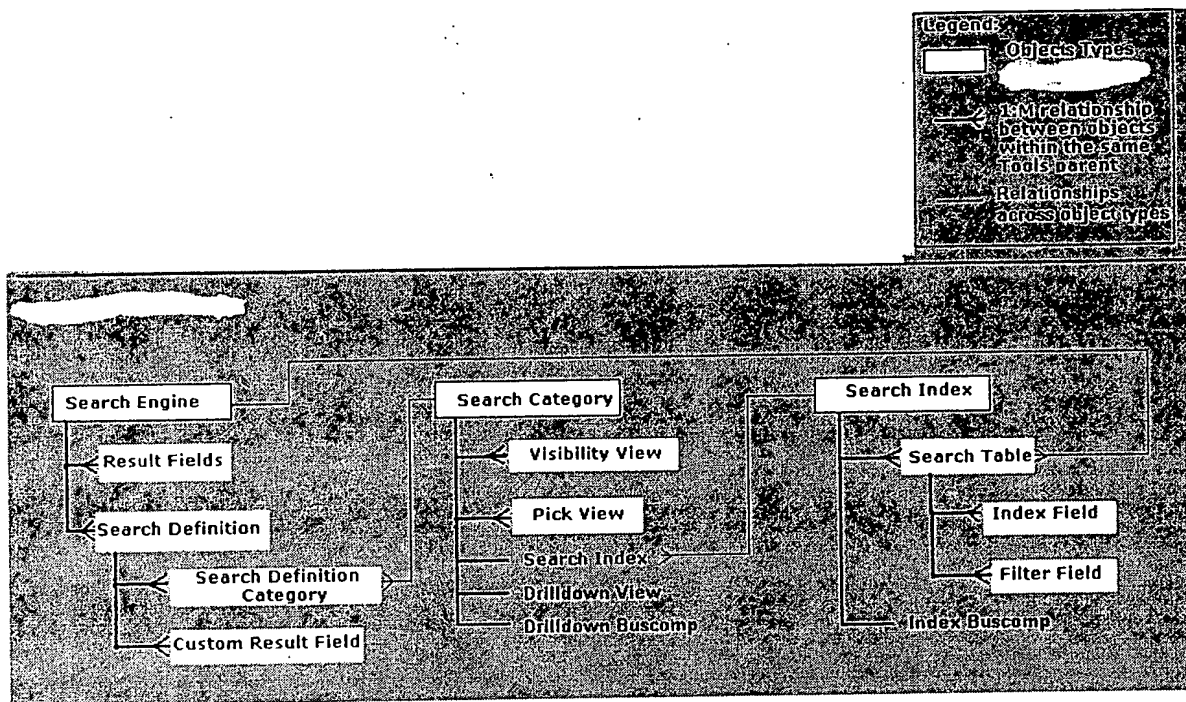 Legend:
Objects Types
1:M relationship
between objects
within the same
Tools parent
Relationships
across object types
Search Engine
Result Fields
Search Definition
Search Definition
Category
Custom Result Field
Search Category
Visibility View
Pick View
Search Index
Drilldown View
Drilldown Buscomp
Search Index
Search Table
Index Field
Filter Field
Index Buscomp